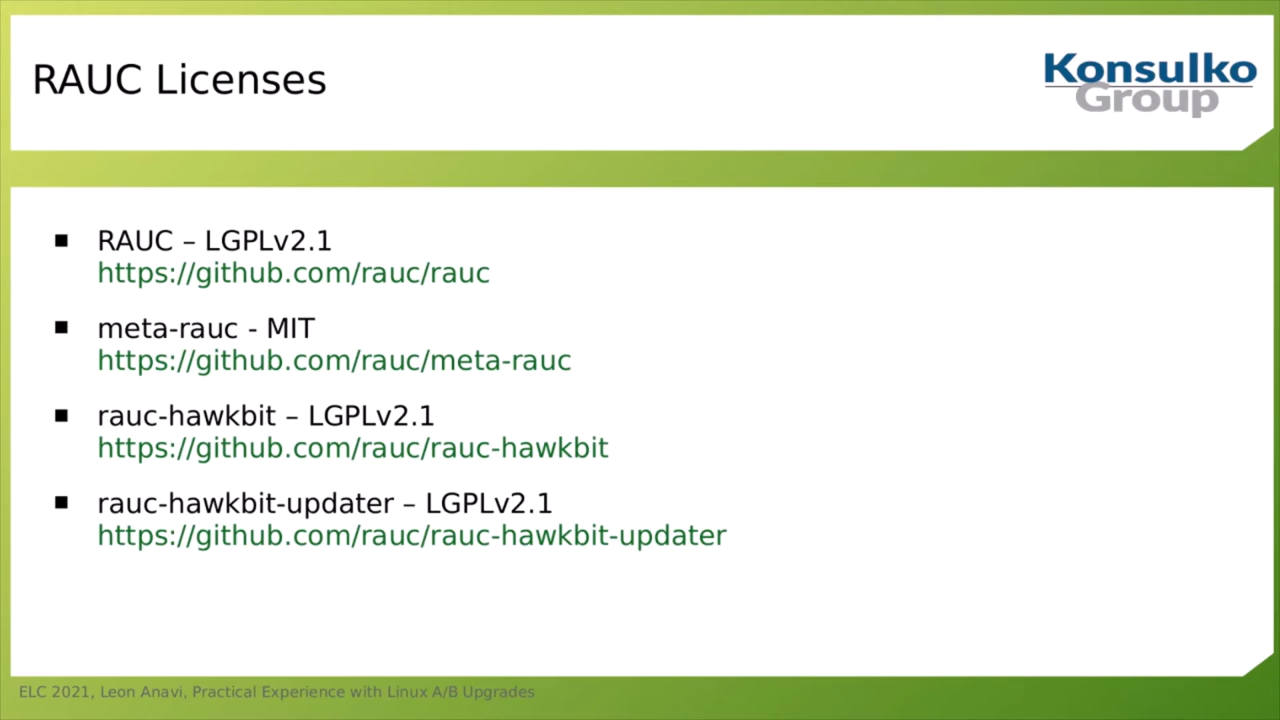 RAUC Licenses
Konsulko
Group
RAUC – LGPLv2.1
https://github.com/rauc/rauc
meta-rauc - MIT
https://github.com/rauc/meta-rauc
rauc-hawkbit – LGPLv2.1
https://github.com/rauc/rauc-hawkbit
rauc-hawkbit-updater – LGPLv2.1
https://github.com/rauc/rauc-hawkbit-updater
ELC 2021, Leon Anavi, Practical Experience with Linux A/B Upgrades